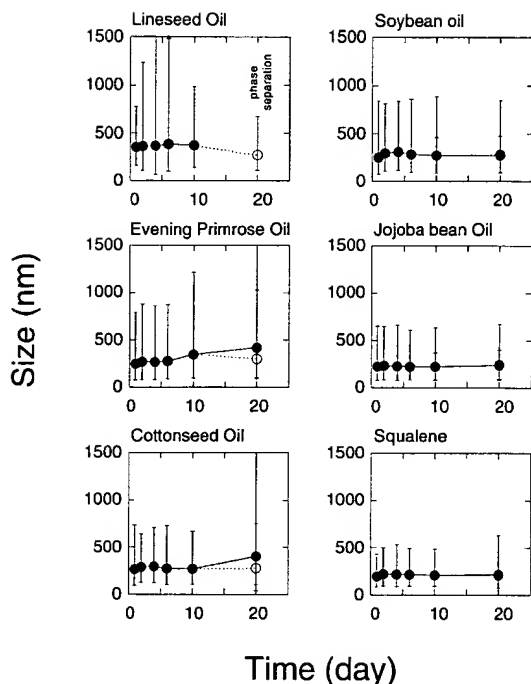 Lineseed Oil
1500
1000
500
0
0 10 20
phase
separation
Soybean oil
1500
1000
500
0
0 10 20
Evening Primrose Oil
1500
1000
500
0
0 10 20
Jojoba bean Oil
1500
1000
500
0
0 10 20
Cottonseed Oil
1500
1000
500
0
0 10 20
Squalene
1500
1000
500
0
0 10 20
Size (nm)
Time (day)